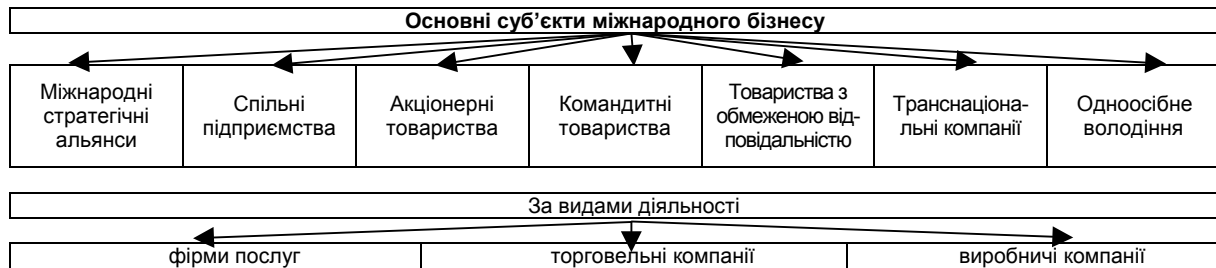 Основні суб’єкти міжнародного бізнесу
Міжнародні
стратегічні
альянси
Спільні
підприємства
Акціонерні
товариства
Командитні
товариства
Товариства з
обмеженою від-
повідальністю
Транснаціона-
льні компанії
Одноосібне
володіння
За видами діяльності
фірми послуг
торговельні компанії
виробничі компанії